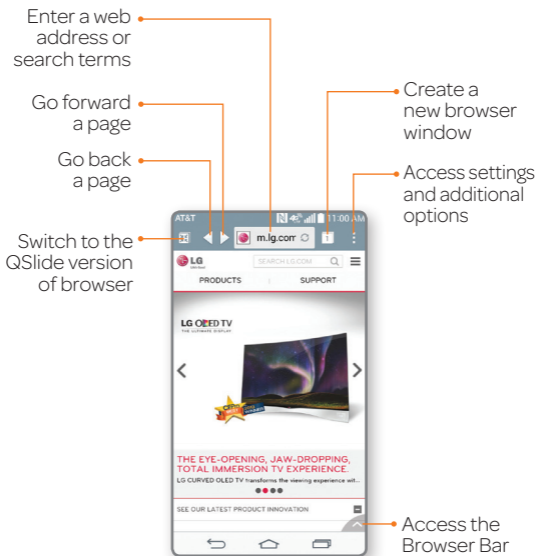 Enter a web
address or
search terms
Go forward
a page
Go back
a page
Switch to the
QSlide version
of browser
Create a
new browser
window
Access settings
and additional
options
AT&T 11:00 AM
m.lg.com
LG SEARCH LG.COM
PRODUCTS | SUPPORT
LG OLED TV
THE ULTIMATE DISPLAY
THE EYE-OPENING, JAW-DROPPING,
TOTAL IMMERSION TV EXPERIENCE.
LG CURVED OLED TV transforms the viewing experience wit...
SEE OUR LATEST PRODUCT INNOVATION
Access the
Browser Bar